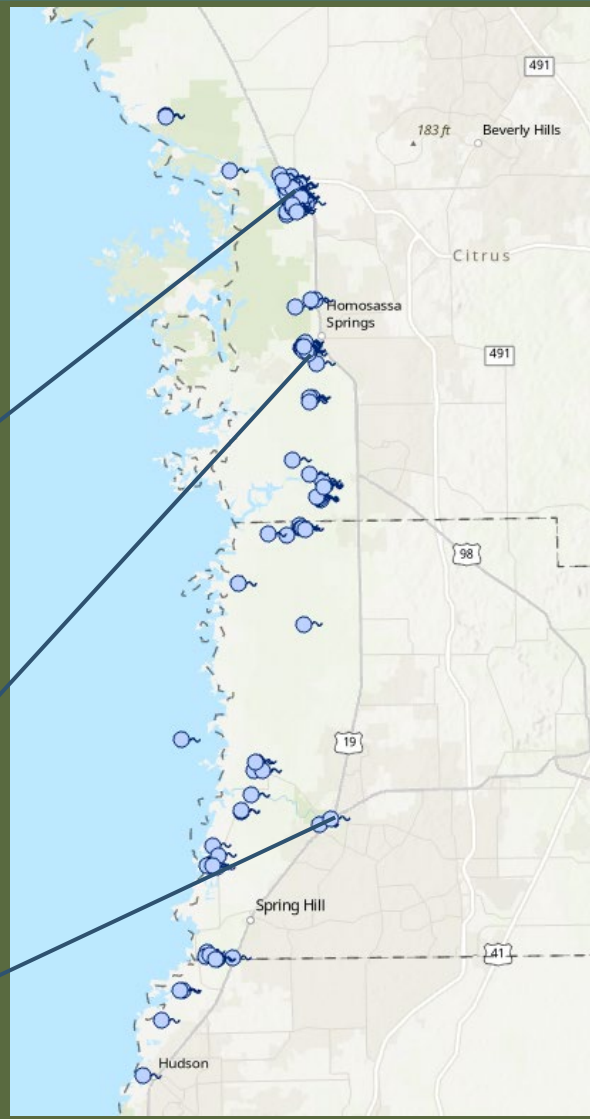 491
183 ft
Beverly Hills
Citrus
Homosassa
Springs
491
98
19
Spring Hill
41
Hudson